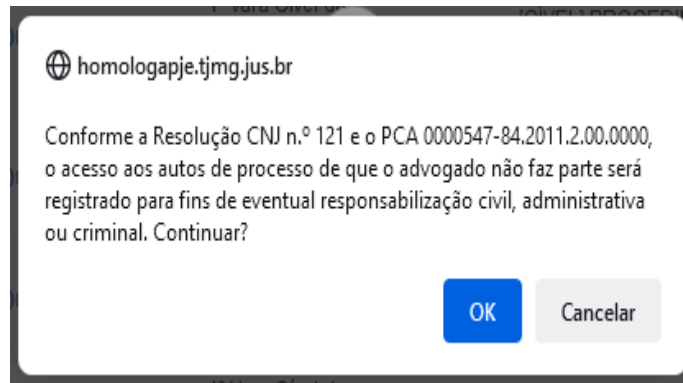 homologapje.tjmg.jus.br
Conforme a Resolução CNJ n.º 121 e o PCA 0000547-84.2011.2.00.0000,
o acesso aos autos de processo de que o advogado não faz parte será
registrado para fins de eventual responsabilização civil, administrativa
ou criminal. Continuar?
OK
Cancelar